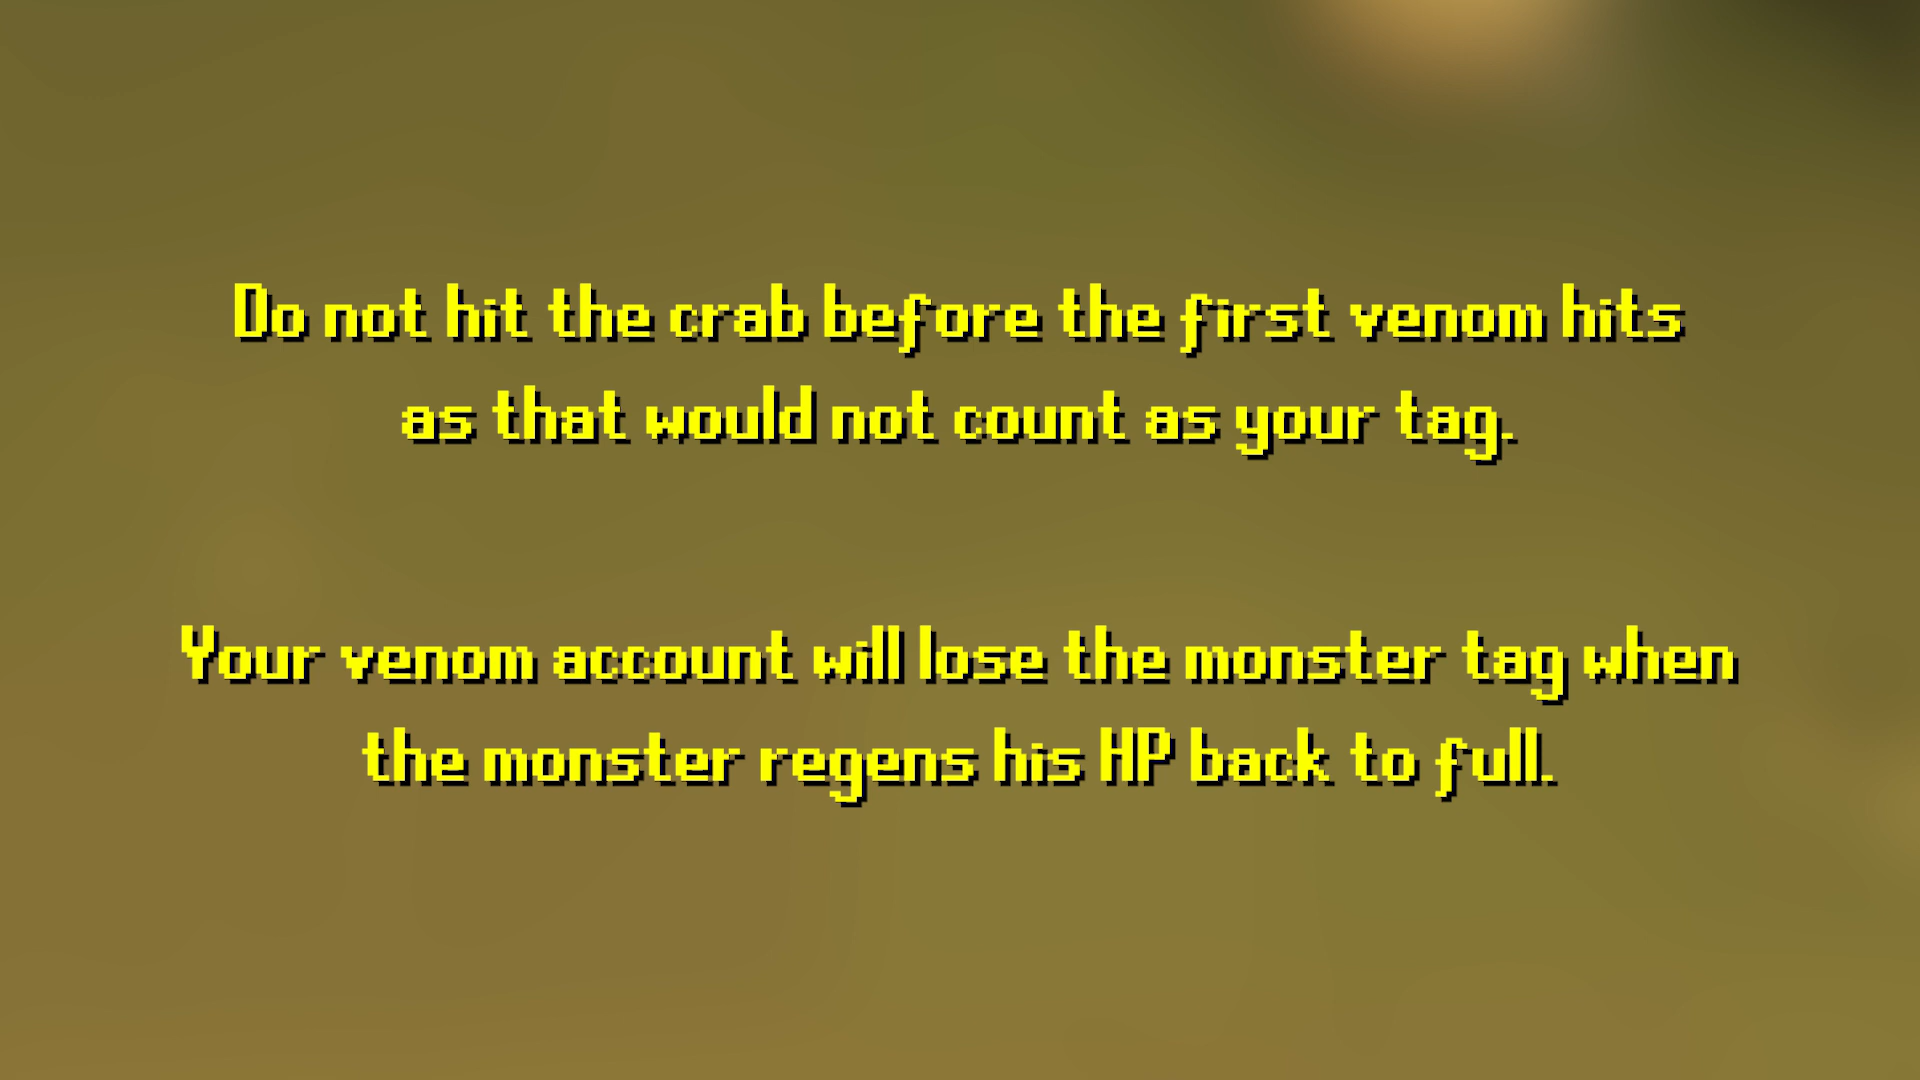 Do not hit the crab before the first venom hits
as that would not count as your tag.
Your venom account will lose the monster tag when
the monster regens his HP back to full.